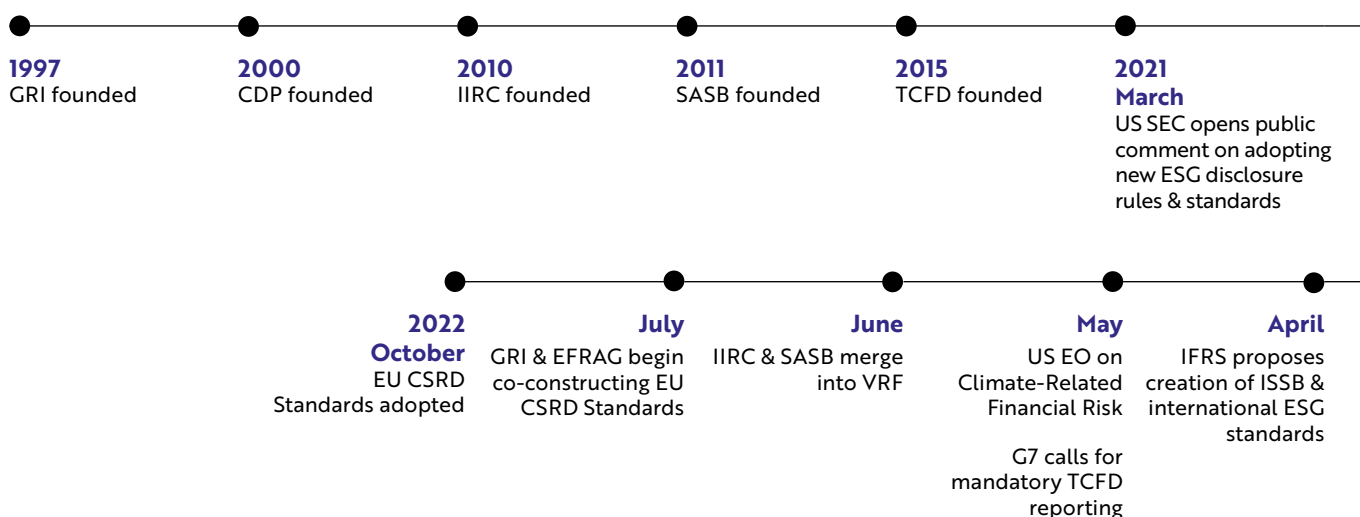 1997
GRI founded
2000
CDP founded
2010
IIRC founded
2011
SASB founded
2015
TCFD founded
2021
March
US SEC opens public
comment on adopting
new ESG disclosure
rules & standards
2022
October
EU CSRD
Standards adopted
July
GRI & EFRAG begin
co-constructing EU
CSRD Standards
June
IIRC & SASB merge
into VRF
May
US EO on
Climate-Related
Financial Risk
G7 calls for
mandatory TCFD
reporting
April
IFRS proposes
creation of ISSB &
international ESG
standards